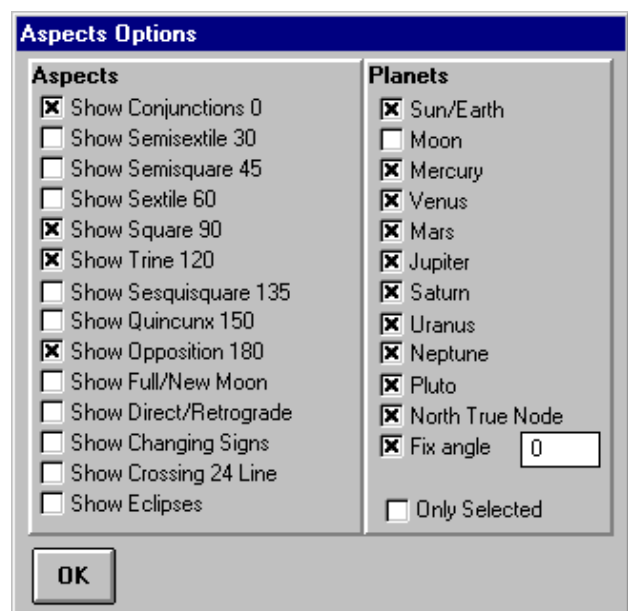 Aspects Options
Aspects
Show Conjunctions 0
Show Semisextile 30
Show Semisquare 45
Show Sextile 60
Show Square 90
Show Trine 120
Show Sesquisquare 135
Show Quincunx 150
Show Opposition 180
Show Full/New Moon
Show Direct/Retrograde
Show Changing Signs
Show Crossing 24 Line
Show Eclipses
Planets
Sun/Earth
Moon
Mercury
Venus
Mars
Jupiter
Saturn
Uranus
Neptune
Pluto
North True Node
Fix angle 0
Only Selected
OK